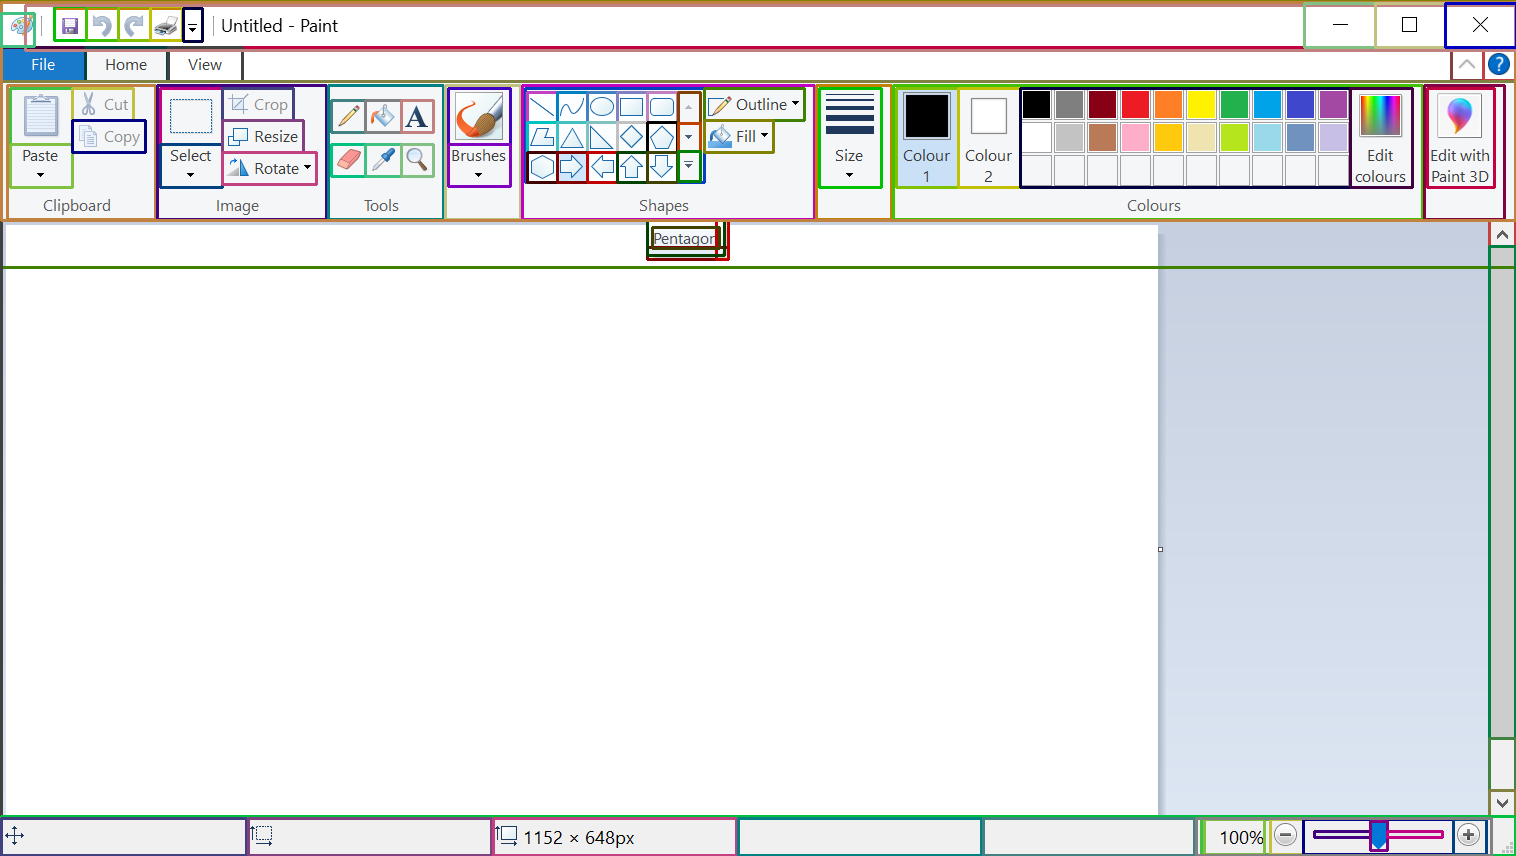 Untitled - Paint
File Home View
Cut Crop Outline
Copy Resize Fill
Paste Select Rotate Brushes Size Colour 1 Colour 2 Edit colours Edit with Paint 3D
Clipboard Image Tools Shapes Colours
Pentagon
1152 × 648px 100%